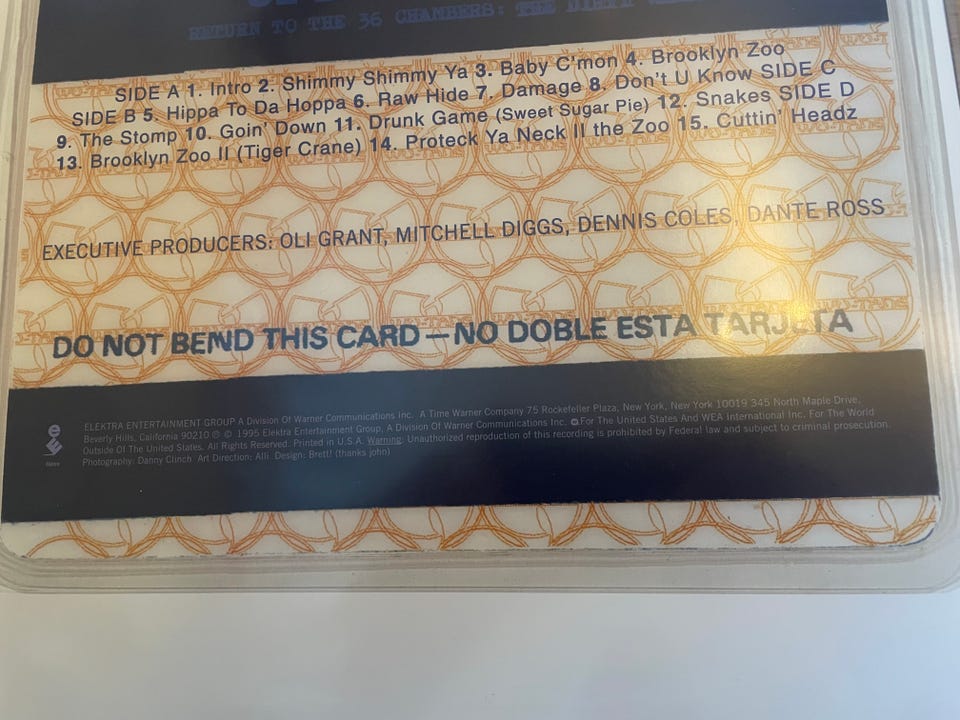 RETURN TO THE 36 CHAMBERS: THE DIRTY
SIDE A 1. Intro 2. Shimmy Shimmy Ya 3. Baby C'mon 4. Brooklyn Zoo
SIDE B 5. Hippa To Da Hoppa 6. Raw Hide 7. Damage 8. Don't U Know SIDE C
9. The Stomp 10. Goin' Down 11. Drunk Game (Sweet Sugar Pie) 12. Snakes SIDE D
13. Brooklyn Zoo II (Tiger Crane) 14. Proteck Ya Neck II the Zoo 15. Cuttin' Headz
EXECUTIVE PRODUCERS: OLI GRANT, MITCHELL DIGGS, DENNIS COLES, DANTE ROSS
DO NOT BEND THIS CARD — NO DOBLE ESTA TARJETA
ELEKTRA ENTERTAINMENT GROUP A Division Of Warner Communications Inc. A Time Warner Company 75 Rockefeller Plaza, New York, New York 10019 345 North Maple Drive,
Beverly Hills, California 90210 ℗ © 1995 Elektra Entertainment Group, A Division Of Warner Communications Inc. For The United States And WEA International Inc. For The World
Outside Of The United States. All Rights Reserved. Printed in U.S.A. Warning: Unauthorized reproduction of this recording is prohibited by Federal law and subject to criminal prosecution.
Photography: Danny Clinch Art Direction: Alli Design: Brett! (thanks john)